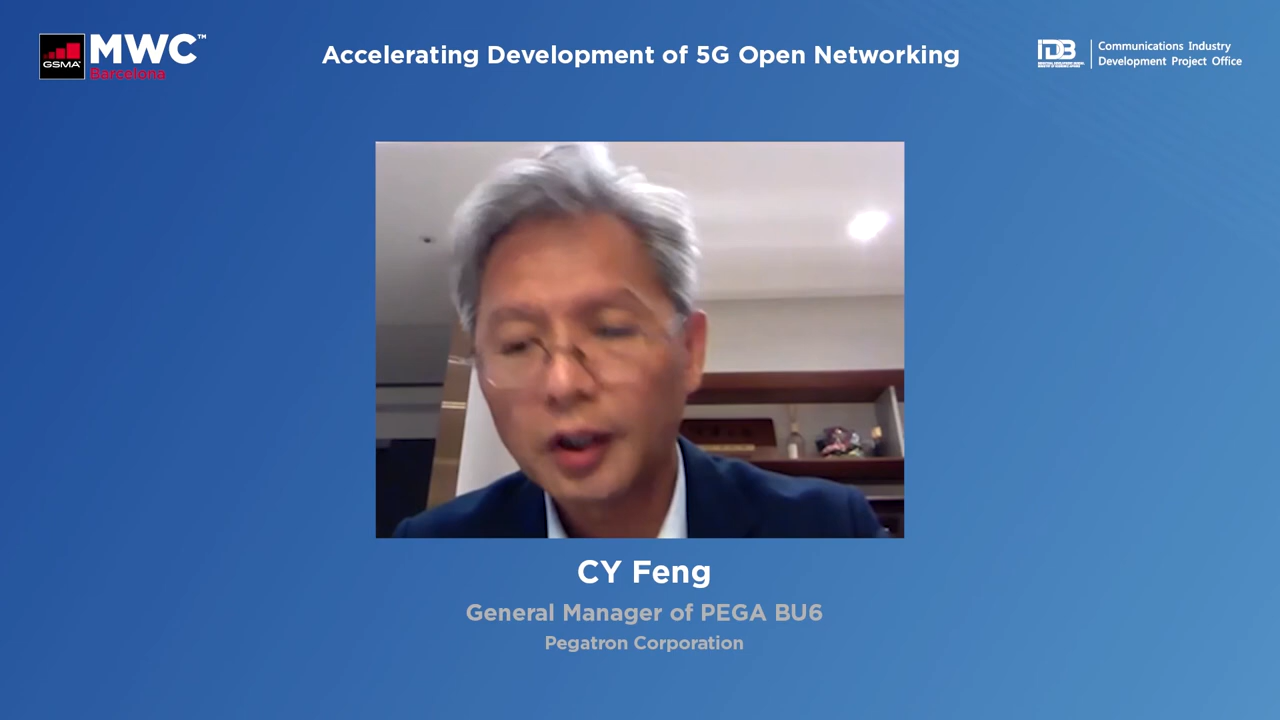 GSMA
MWC™
Barcelona
Accelerating Development of 5G Open Networking
IDB
Communications Industry
Development Project Office
CY Feng
General Manager of PEGA BU6
Pegatron Corporation